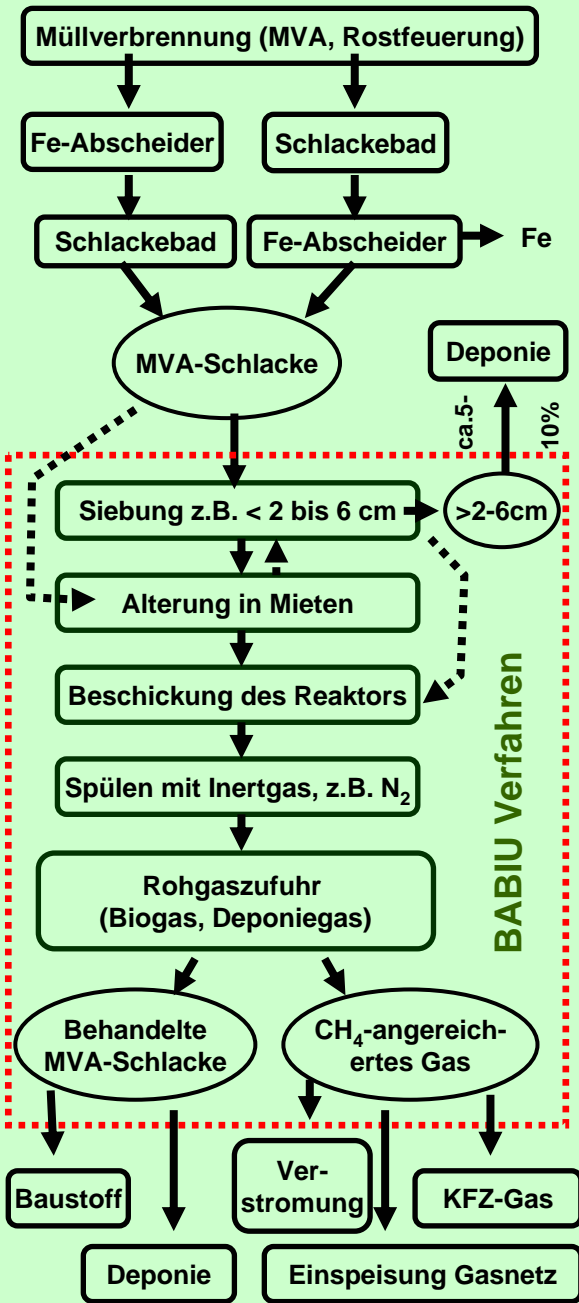 Müllverbrennung (MVA, Rostfeuerung)
Fe-Abscheider
Schlackebad
Schlackebad
Fe-Abscheider
Fe
MVA-Schlacke
Deponie
ca.5-
10%
Siebung z.B. < 2 bis 6 cm
>2-6cm
Alterung in Mieten
Beschickung des Reaktors
Spülen mit Inertgas, z.B. N₂
Rohgaszufuhr
(Biogas, Deponiegas)
BABIU Verfahren
Behandelte
MVA-Schlacke
CH₄-angereich-
ertes Gas
Baustoff
Ver-
stromung
KFZ-Gas
Deponie
Einspeisung Gasnetz